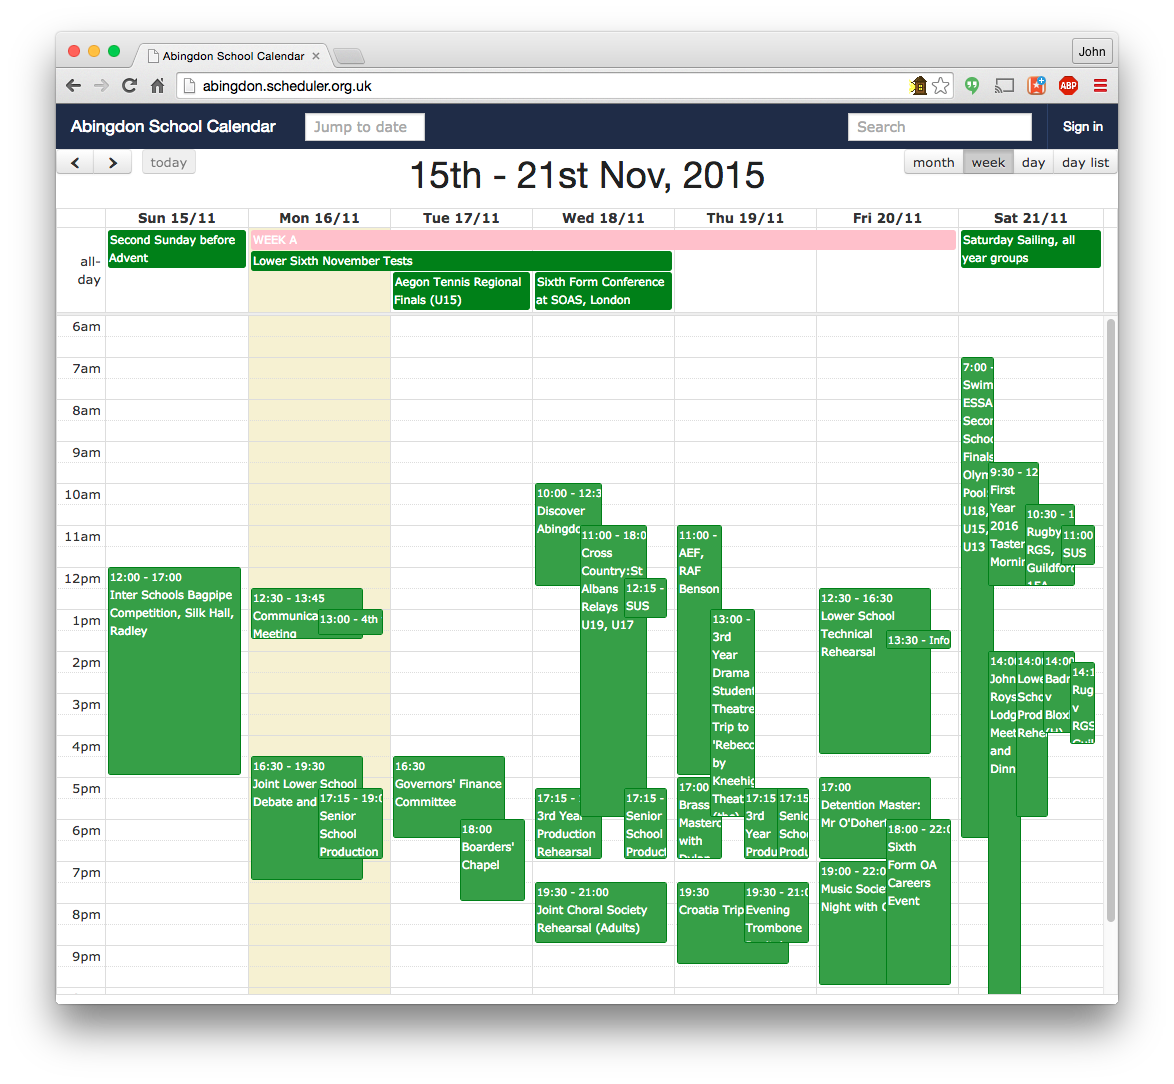 Abingdon School Calendar
John
abingdon.scheduler.org.uk
ABP
Abingdon School Calendar
Jump to date
Search
Sign in
today
15th - 21st Nov, 2015
month
week
day
day list
Sun 15/11
Mon 16/11
Tue 17/11
Wed 18/11
Thu 19/11
Fri 20/11
Sat 21/11
all-
day
Second Sunday before
Advent
WEEK A
Lower Sixth November Tests
Aegon Tennis Regional
Finals (U15)
Sixth Form Conference
at SOAS, London
Saturday Sailing, all
year groups
6am
7am
8am
9am
10am
11am
12pm
1pm
2pm
3pm
4pm
5pm
6pm
7pm
8pm
9pm
12:00 - 17:00
Inter Schools Bagpipe
Competition, Silk Hall,
Radley
12:30 - 13:45
Communica
Meeting
13:00 - 4th
16:30 - 19:30
Joint Lower School
Debate and
17:15 - 19:0
Senior
School
Production
16:30
Governors' Finance
Committee
18:00
Boarders'
Chapel
10:00 - 12:3
Discover
Abingdo
11:00 - 18:0
Cross
Country:St
Albans
Relays
U19, U17
12:15 -
SUS
17:15 -
3rd Year
Production
Rehearsal
17:15 -
Senior
School
Product
19:30 - 21:00
Joint Choral Society
Rehearsal (Adults)
11:00 -
AEF,
RAF
Benson
13:00 -
3rd
Year
Drama
Student
Theatre
Trip to
'Rebecc
by
Kneehig
Theat
(the)
17:00
Brass
Masterc
with
Dylan
17:15
3rd
Year
Produ
17:15
Senic
Schoo
Produ
19:30
Croatia Trip
19:30 - 21:0
Evening
Trombone
12:30 - 16:30
Lower School
Technical
Rehearsal
13:30 - Info
17:00
Detention Master:
Mr O'Dohert
18:00 - 22:0
Sixth
Form OA
Careers
Event
19:00 - 22:0
Music Socie
Night with C
7:00 -
Swim
ESSA
Secon
Schoo
Finals
Olym
Pool:
U18,
U15,
U13
9:30 - 12
First
Year
2016
Taster
Mornin
10:30 - 1
Rugby
RGS,
Guildford
15A
11:00
SUS
14:00
John
Roys
Lodg
Meet
and
Dinn
14:0
Lowe
Scho
Prod
Rehe
14:00
Badr
v
Blox
14:1
Rug
v
RGS